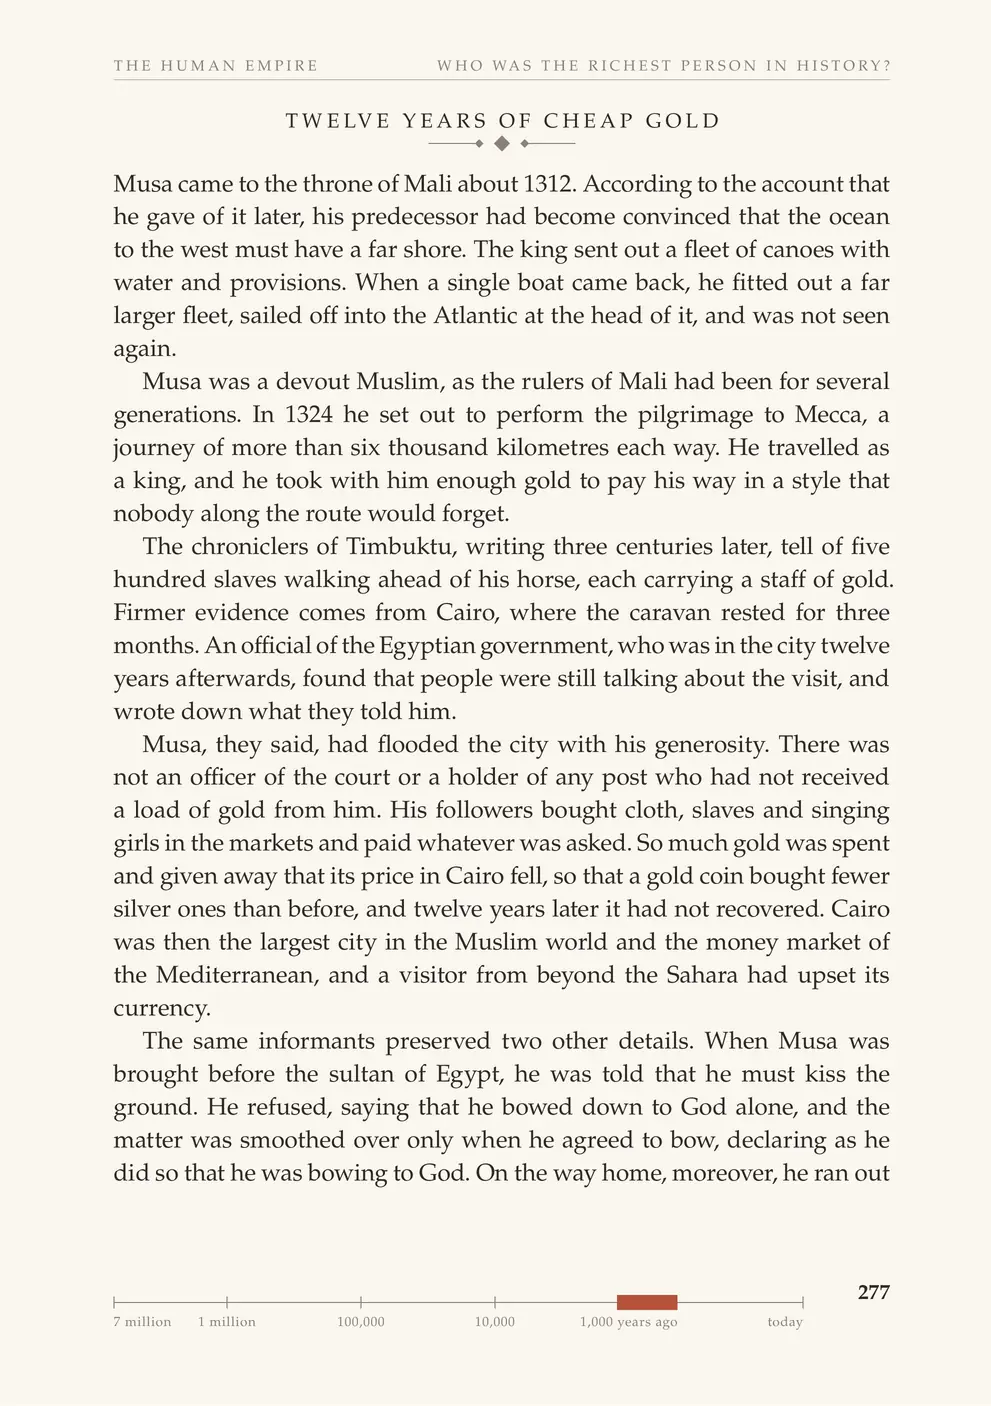 THE HUMAN EMPIRE
WHO WAS THE RICHEST PERSON IN HISTORY?
TWELVE YEARS OF CHEAP GOLD
Musa came to the throne of Mali about 1312. According to the account that
he gave of it later, his predecessor had become convinced that the ocean
to the west must have a far shore. The king sent out a fleet of canoes with
water and provisions. When a single boat came back, he fitted out a far
larger fleet, sailed off into the Atlantic at the head of it, and was not seen
again.
Musa was a devout Muslim, as the rulers of Mali had been for several
generations. In 1324 he set out to perform the pilgrimage to Mecca, a
journey of more than six thousand kilometres each way. He travelled as
a king, and he took with him enough gold to pay his way in a style that
nobody along the route would forget.
The chroniclers of Timbuktu, writing three centuries later, tell of five
hundred slaves walking ahead of his horse, each carrying a staff of gold.
Firmer evidence comes from Cairo, where the caravan rested for three
months. An official of the Egyptian government, who was in the city twelve
years afterwards, found that people were still talking about the visit, and
wrote down what they told him.
Musa, they said, had flooded the city with his generosity. There was
not an officer of the court or a holder of any post who had not received
a load of gold from him. His followers bought cloth, slaves and singing
girls in the markets and paid whatever was asked. So much gold was spent
and given away that its price in Cairo fell, so that a gold coin bought fewer
silver ones than before, and twelve years later it had not recovered. Cairo
was then the largest city in the Muslim world and the money market of
the Mediterranean, and a visitor from beyond the Sahara had upset its
currency.
The same informants preserved two other details. When Musa was
brought before the sultan of Egypt, he was told that he must kiss the
ground. He refused, saying that he bowed down to God alone, and the
matter was smoothed over only when he agreed to bow, declaring as he
did so that he was bowing to God. On the way home, moreover, he ran out
277
7 million 1 million 100,000 10,000 1,000 years ago today